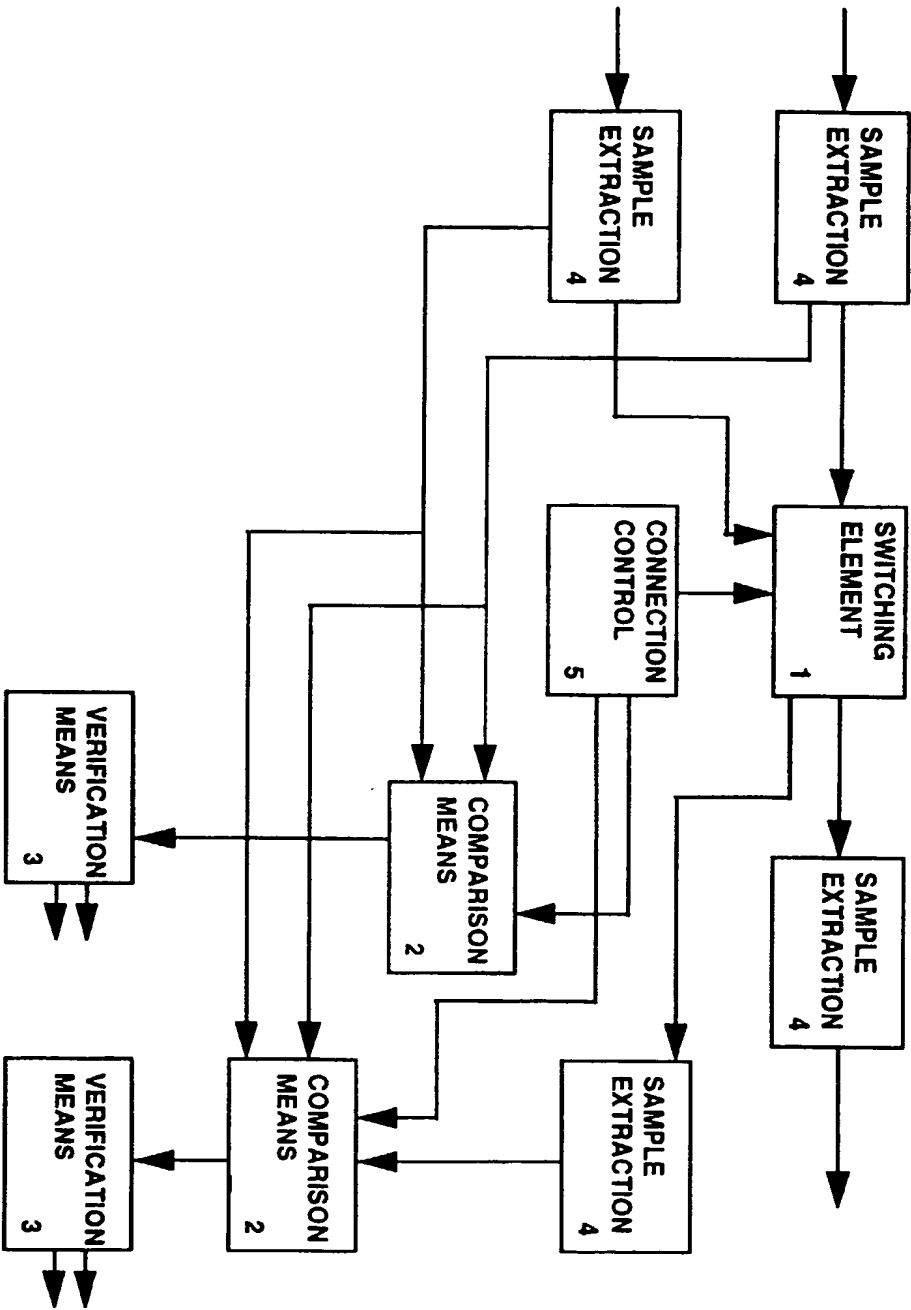 SAMPLE
EXTRACTION
4
SWITCHING
ELEMENT
1
SAMPLE
EXTRACTION
4
SAMPLE
EXTRACTION
4
CONNECTION
CONTROL
5
SAMPLE
EXTRACTION
4
COMPARISON
MEANS
2
COMPARISON
MEANS
2
VERIFICATION
MEANS
3
VERIFICATION
MEANS
3